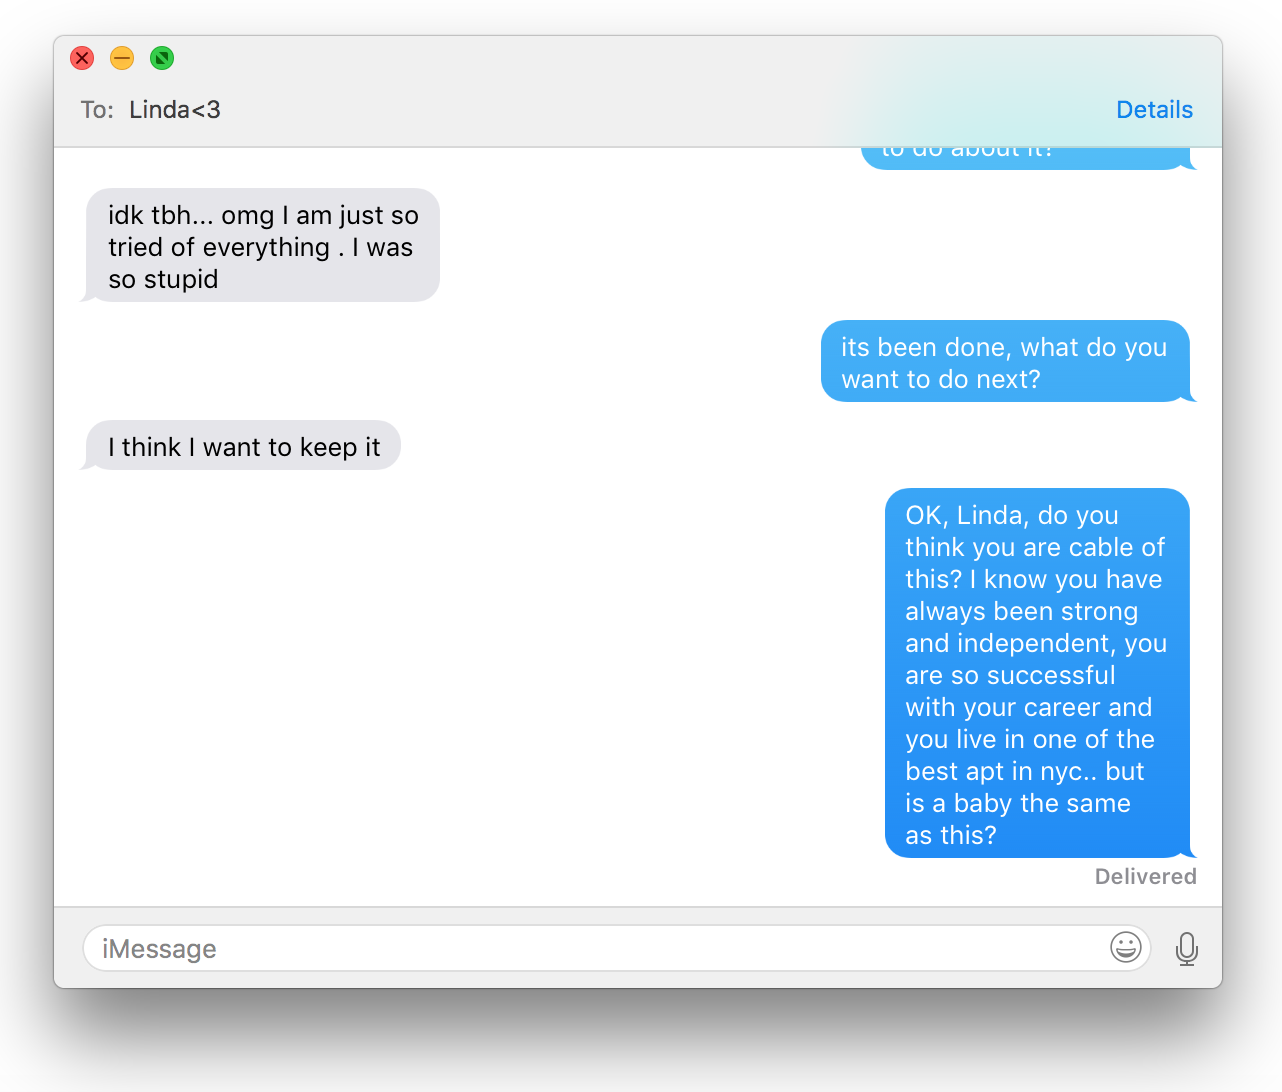 To: Linda<3
Details
to do about it?
idk tbh... omg I am just so
tried of everything . I was
so stupid
its been done, what do you
want to do next?
I think I want to keep it
OK, Linda, do you
think you are cable of
this? I know you have
always been strong
and independent, you
are so successful
with your career and
you live in one of the
best apt in nyc.. but
is a baby the same
as this?
Delivered
iMessage